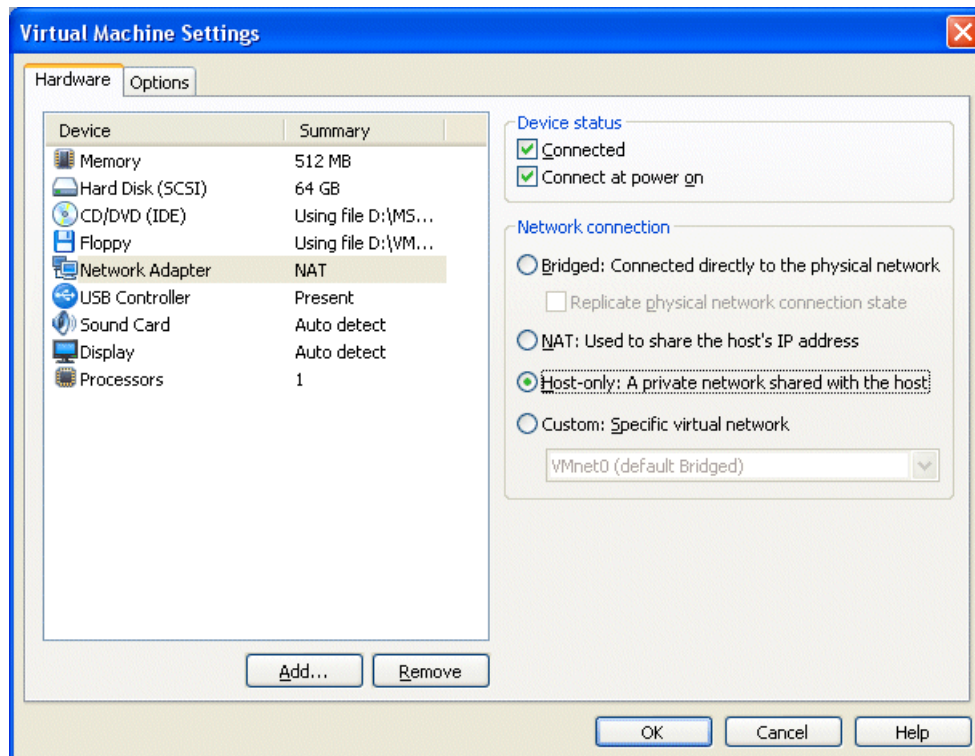 Virtual Machine Settings
Hardware Options
Device Summary
Memory 512 MB
Hard Disk (SCSI) 64 GB
CD/DVD (IDE) Using file D:\MS...
Floppy Using file D:\VM...
Network Adapter NAT
USB Controller Present
Sound Card Auto detect
Display Auto detect
Processors 1
Add... Remove
Device status
Connected
Connect at power on
Network connection
Bridged: Connected directly to the physical network
Replicate physical network connection state
NAT: Used to share the host's IP address
Host-only: A private network shared with the host
Custom: Specific virtual network
VMnet0 (default Bridged)
OK Cancel Help